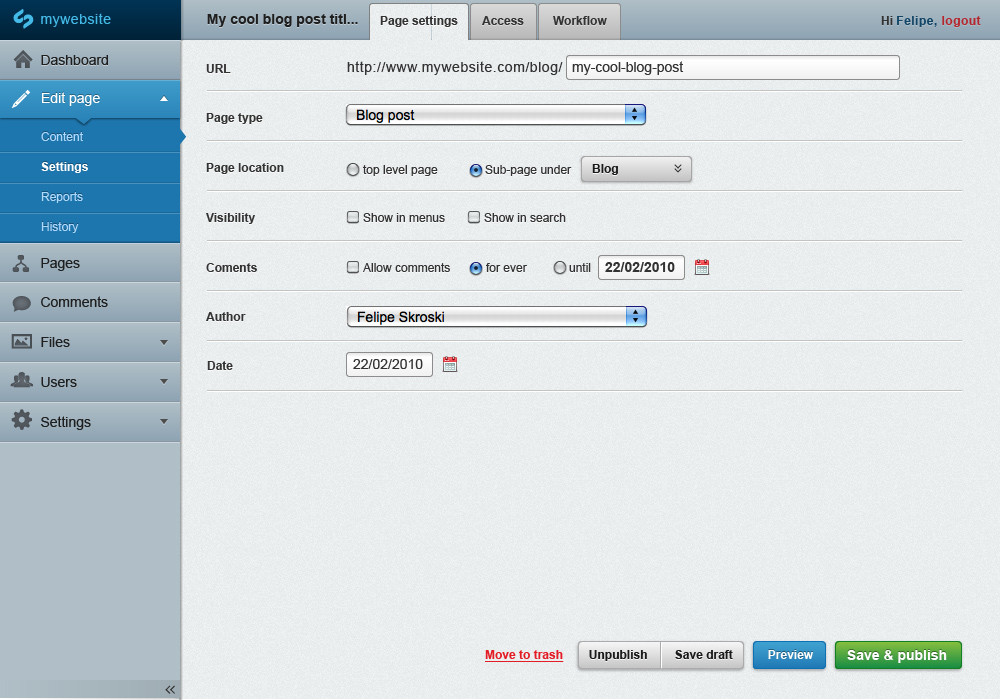 mywebsite
My cool blog post titl...
Page settings
Access
Workflow
Hi Felipe, logout
Dashboard
Edit page
Content
Settings
Reports
History
Pages
Comments
Files
Users
Settings
«
URL
http://www.mywebsite.com/blog/ my-cool-blog-post
Page type
Blog post
Page location
top level page
Sub-page under
Blog
Visibility
Show in menus
Show in search
Coments
Allow comments
for ever
until
22/02/2010
Author
Felipe Skroski
Date
22/02/2010
Move to trash
Unpublish
Save draft
Preview
Save & publish